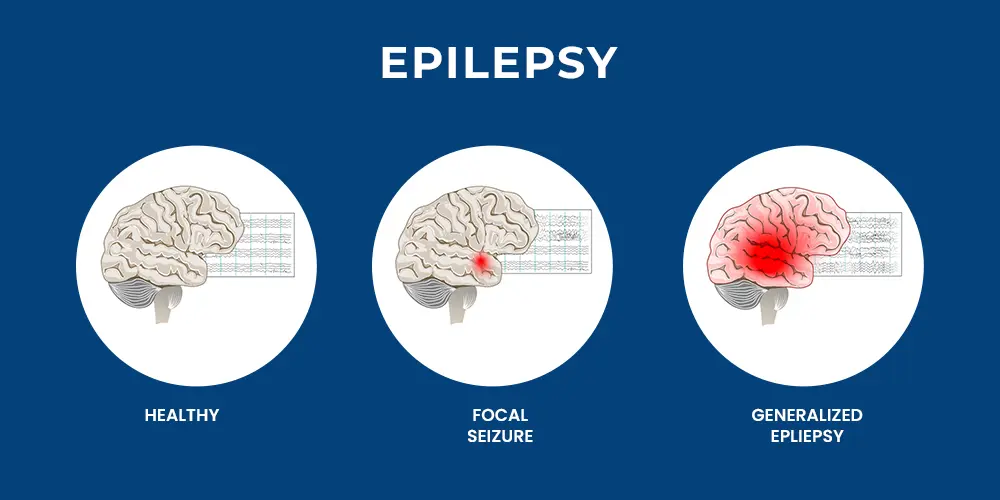 EPILEPSY
HEALTHY
FOCAL
SEIZURE
GENERALIZED
EPLIEPSY